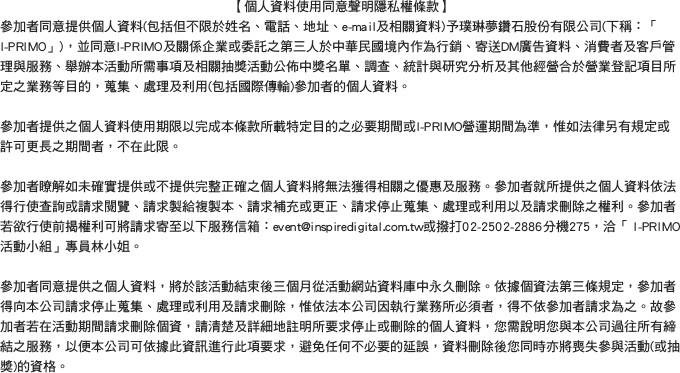 【個人資料使用同意聲明隱私權條款】
參加者同意提供個人資料(包括但不限於姓名、電話、地址、e-mail及相關資料)予璞琳夢鑽石股份有限公司(下稱：「
I-PRIMO」)，並同意I-PRIMO及關係企業或委託之第三人於中華民國境內作為行銷、寄送DM廣告資料、消費者及客戶管
理與服務、舉辦本活動所需事項及相關抽獎活動公佈中獎名單、調查、統計與研究分析及其他經營合於營業登記項目所
定之業務等目的，蒐集、處理及利用(包括國際傳輸)參加者的個人資料。
參加者提供之個人資料使用期限以完成本條款所載特定目的之必要期間或I-PRIMO營運期間為準，惟如法律另有規定或
許可更長之期間者，不在此限。
參加者瞭解如未確實提供或不提供完整正確之個人資料將無法獲得相關之優惠及服務。參加者就所提供之個人資料依法
得行使查詢或請求閱覽、請求製給複製本、請求補充或更正、請求停止蒐集、處理或利用以及請求刪除之權利。參加者
若欲行使前揭權利可將請求寄至以下服務信箱：event@inspiredigital.com.tw或撥打02-2502-2886分機275，洽「 I-PRIMO
活動小組」專員林小姐。
參加者同意提供之個人資料，將於該活動結束後三個月從活動網站資料庫中永久刪除。依據個資法第三條規定，參加者
得向本公司請求停止蒐集、處理或利用及請求刪除，惟依法本公司因執行業務所必須者，得不依參加者請求為之。故參
加者若在活動期間請求刪除個資，請清楚及詳細地註明所要求停止或刪除的個人資料，您需說明您與本公司過往所有締
結之服務，以便本公司可依據此資訊進行此項要求，避免任何不必要的延誤，資料刪除後您同時亦將喪失參與活動(或抽
獎)的資格。